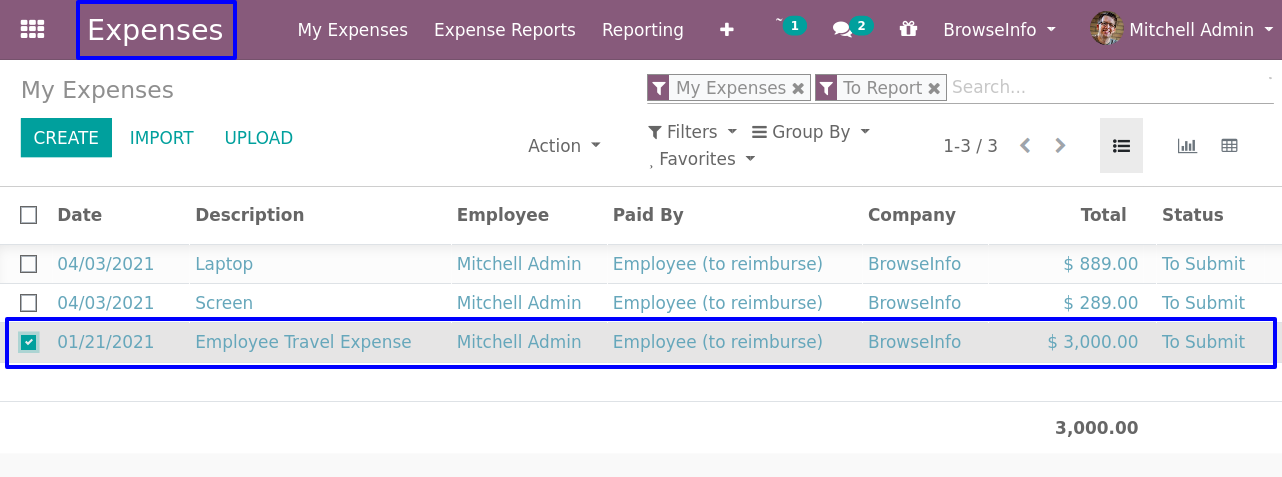 Expenses My Expenses Expense Reports Reporting 1 2 BrowseInfo Mitchell Admin
My Expenses My Expenses To Report Search...
CREATE IMPORT UPLOAD Action Filters Group By 1-3 / 3
Favorites
Date Description Employee Paid By Company Total Status
04/03/2021 Laptop Mitchell Admin Employee (to reimburse) BrowseInfo $ 889.00 To Submit
04/03/2021 Screen Mitchell Admin Employee (to reimburse) BrowseInfo $ 289.00 To Submit
01/21/2021 Employee Travel Expense Mitchell Admin Employee (to reimburse) BrowseInfo $ 3,000.00 To Submit
3,000.00